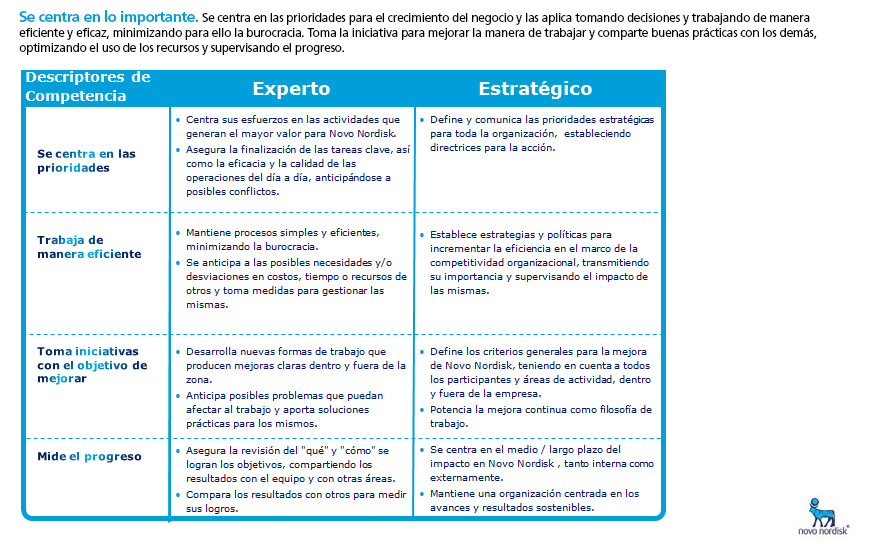 Se centra en lo importante. Se centra en las prioridades para el crecimiento del negocio y las aplica tomando decisiones y trabajando de manera
eficiente y eficaz, minimizando para ello la burocracia. Toma la iniciativa para mejorar la manera de trabajar y comparte buenas prácticas con los demás,
optimizando el uso de los recursos y supervisando el progreso.
Descriptores de
Competencia
Experto
Estratégico
Se centra en las
prioridades
• Centra sus esfuerzos en las actividades que
generan el mayor valor para Novo Nordisk.
• Asegura la finalización de las tareas clave, así
como la eficacia y la calidad de las
operaciones del día a día, anticipándose a
posibles conflictos.
• Define y comunica las prioridades estratégicas
para toda la organización, estableciendo
directrices para la acción.
Trabaja de
manera eficiente
• Mantiene procesos simples y eficientes,
minimizando la burocracia.
• Se anticipa a las posibles necesidades y/o
desviaciones en costos, tiempo o recursos de
otros y toma medidas para gestionar las
mismas.
• Establece estrategias y políticas para
incrementar la eficiencia en el marco de la
competitividad organizacional, transmitiendo
su importancia y supervisando el impacto de
las mismas.
Toma iniciativas
con el objetivo de
mejorar
• Desarrolla nuevas formas de trabajo que
producen mejoras claras dentro y fuera de la
zona.
• Anticipa posibles problemas que puedan
afectar al trabajo y aporta soluciones
prácticas para los mismos.
• Define los criterios generales para la mejora
de Novo Nordisk, teniendo en cuenta a todos
los participantes y áreas de actividad, dentro
y fuera de la empresa.
• Potencia la mejora continua como filosofía de
trabajo.
Mide el progreso
• Asegura la revisión del "qué" y "cómo" se
logran los objetivos, compartiendo los
resultados con el equipo y con otras áreas.
• Compara los resultados con otros para medir
sus logros.
• Se centra en el medio / largo plazo del
impacto en Novo Nordisk , tanto interna como
externamente.
• Mantiene una organización centrada en los
avances y resultados sostenibles.
novo nordisk®